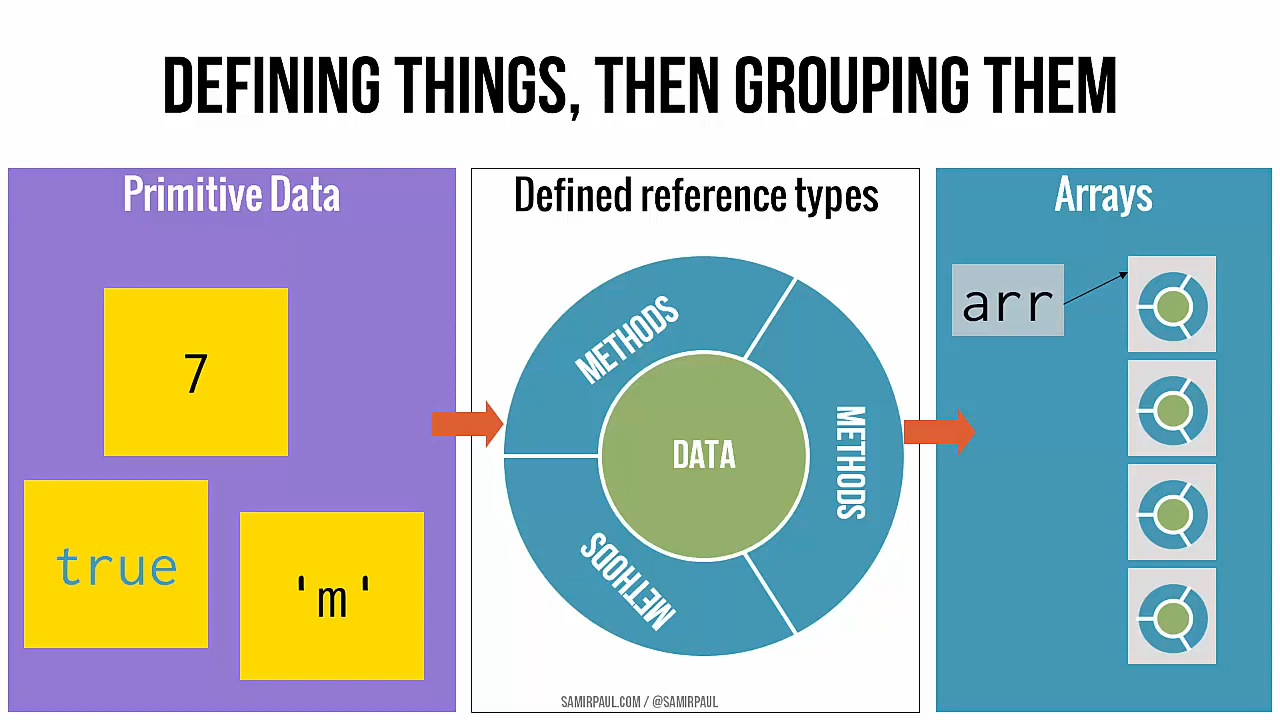 DEFINING THINGS, THEN GROUPING THEM
Primitive Data
7
true
'm'
Defined reference types
METHODS
METHODS
METHODS
DATA
SAMIRPAUL.COM / @SAMIRPAUL
Arrays
arr